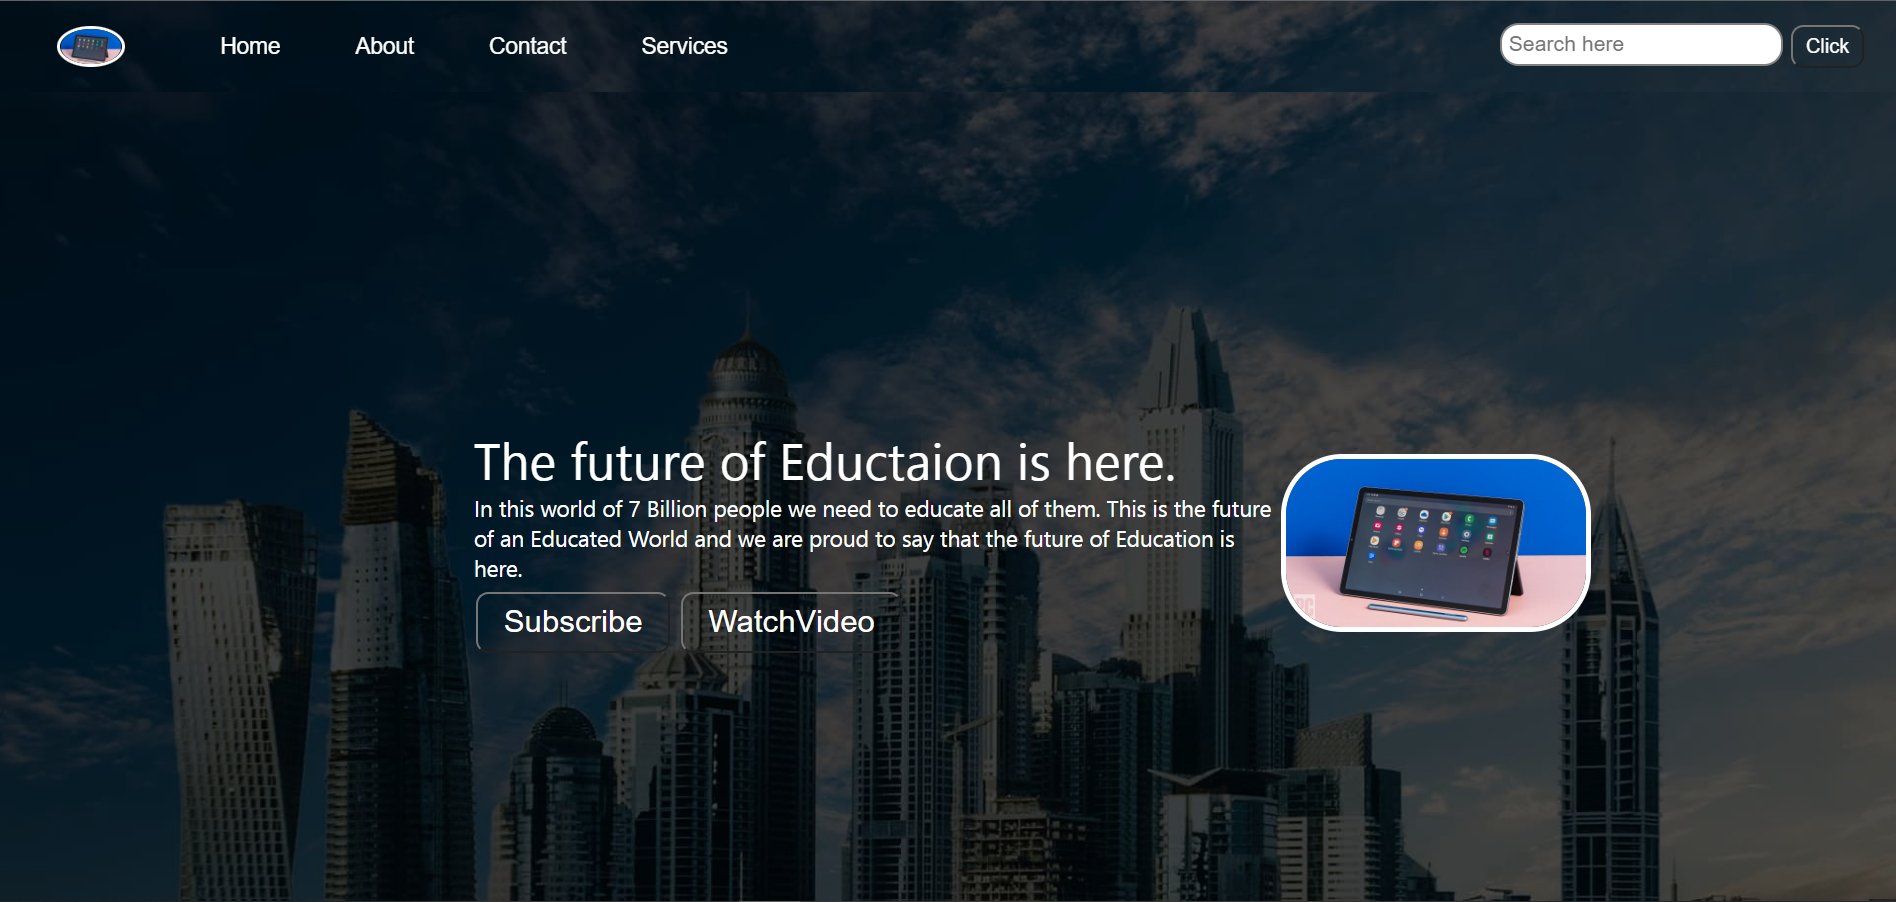 Home About Contact Services Search here Click
The future of Eductaion is here.
In this world of 7 Billion people we need to educate all of them. This is the future
of an Educated World and we are proud to say that the future of Education is
here.
Subscribe WatchVideo